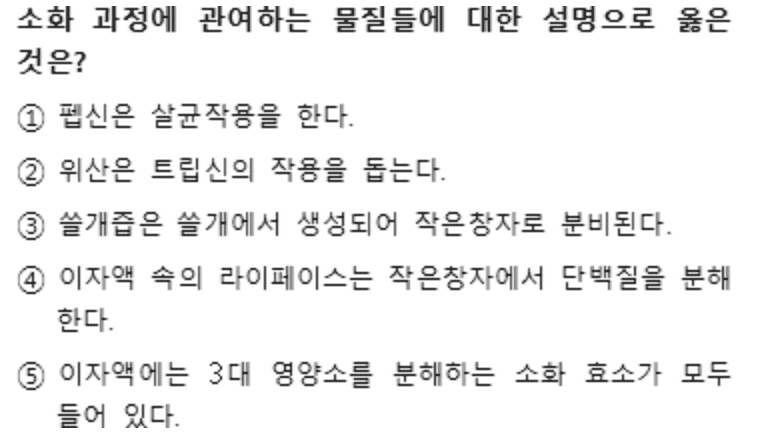 소화 과정에 관여하는 물질들에 대한 설명으로 옳은
것은?
① 펩신은 살균작용을 한다.
② 위산은 트립신의 작용을 돕는다.
③ 쓸개즙은 쓸개에서 생성되어 작은창자로 분비된다.
④ 이자액 속의 라이페이스는 작은창자에서 단백질을 분해
한다.
⑤ 이자액에는 3대 영양소를 분해하는 소화 효소가 모두
들어 있다.